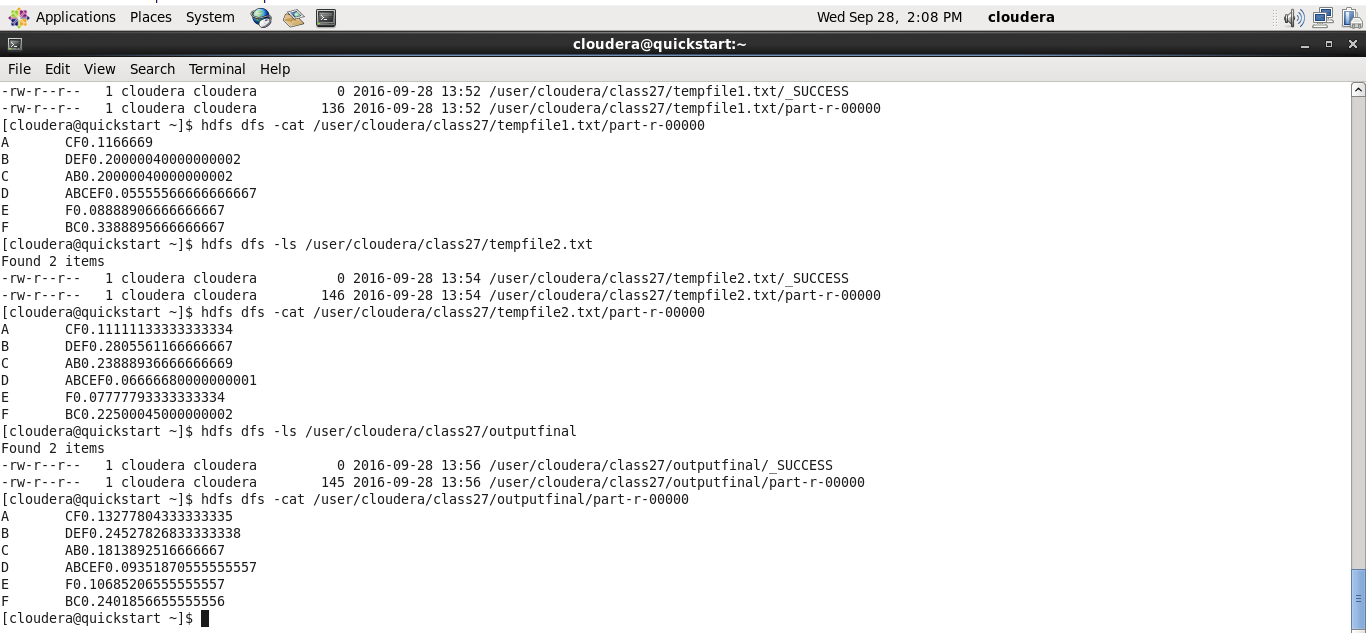 Applications Places System Wed Sep 28, 2:08 PM cloudera
cloudera@quickstart:~
File Edit View Search Terminal Help
-rw-r--r--   1 cloudera cloudera          0 2016-09-28 13:52 /user/cloudera/class27/tempfile1.txt/_SUCCESS
-rw-r--r--   1 cloudera cloudera        136 2016-09-28 13:52 /user/cloudera/class27/tempfile1.txt/part-r-00000
[cloudera@quickstart ~]$ hdfs dfs -cat /user/cloudera/class27/tempfile1.txt/part-r-00000
A       CF0.1166669
B       DEF0.20000040000000002
C       AB0.20000040000000002
D       ABCEF0.05555566666666667
E       F0.08888906666666667
F       BC0.3388895666666667
[cloudera@quickstart ~]$ hdfs dfs -ls /user/cloudera/class27/tempfile2.txt
Found 2 items
-rw-r--r--   1 cloudera cloudera          0 2016-09-28 13:54 /user/cloudera/class27/tempfile2.txt/_SUCCESS
-rw-r--r--   1 cloudera cloudera        146 2016-09-28 13:54 /user/cloudera/class27/tempfile2.txt/part-r-00000
[cloudera@quickstart ~]$ hdfs dfs -cat /user/cloudera/class27/tempfile2.txt/part-r-00000
A       CF0.11111133333333334
B       DEF0.2805561166666667
C       AB0.23888936666666669
D       ABCEF0.06666680000000001
E       F0.07777793333333334
F       BC0.22500045000000002
[cloudera@quickstart ~]$ hdfs dfs -ls /user/cloudera/class27/outputfinal
Found 2 items
-rw-r--r--   1 cloudera cloudera          0 2016-09-28 13:56 /user/cloudera/class27/outputfinal/_SUCCESS
-rw-r--r--   1 cloudera cloudera        145 2016-09-28 13:56 /user/cloudera/class27/outputfinal/part-r-00000
[cloudera@quickstart ~]$ hdfs dfs -cat /user/cloudera/class27/outputfinal/part-r-00000
A       CF0.13277804333333335
B       DEF0.24527826833333338
C       AB0.1813892516666667
D       ABCEF0.09351870555555557
E       F0.10685206555555557
F       BC0.2401856655555556
[cloudera@quickstart ~]$